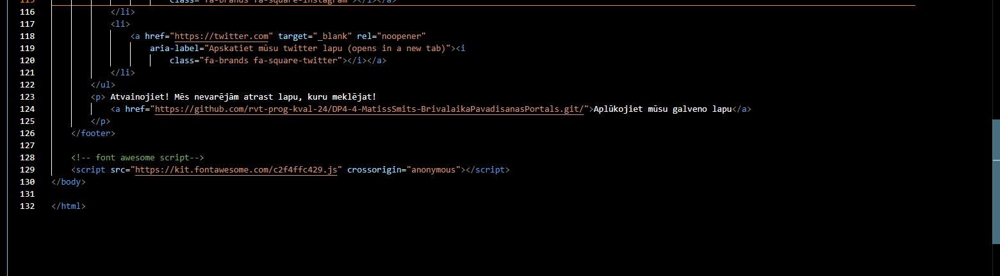 115 class="fa-brands fa-square-instagram"></i></a>
116 </li>
117 <li>
118 <a href="https://twitter.com" target="_blank" rel="noopener"
119 aria-label="Apskatiet mūsu twitter lapu (opens in a new tab)"><i
120 class="fa-brands fa-square-twitter"></i></a>
121 </li>
122 </ul>
123 <p> Atvainojiet! Mēs nevarējām atrast lapu, kuru meklējat!
124 <a href="https://github.com/rvt-prog-kval-24/DP4-4-MatissSmits-BrivalaikaPavadisanasPortals.git/">Aplūkojiet mūsu galveno lapu</a>
125 </p>
126 </footer>
127
128 <!-- font awesome script-->
129 <script src="https://kit.fontawesome.com/c2f4ffc429.js" crossorigin="anonymous"></script>
130 </body>
131
132 </html>